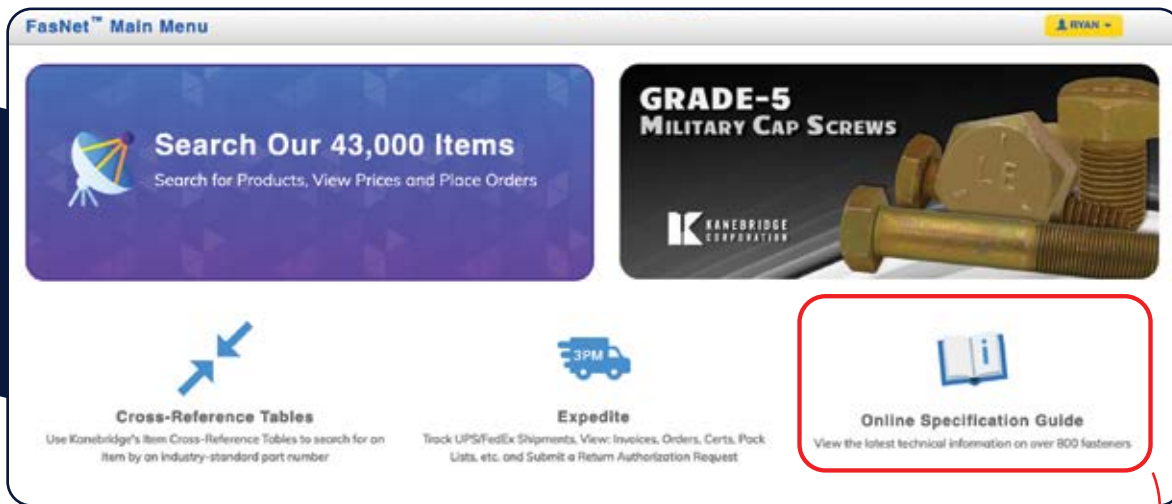 FasNet™ Main Menu
RYAN
Search Our 43,000 Items
Search for Products, View Prices and Place Orders
GRADE-5
MILITARY CAP SCREWS
KANEBRIDGE
CORPORATION
3PM
Cross-Reference Tables
Use Kanebridge's Item Cross-Reference Tables to search for an
item by an industry-standard part number
Expedite
Track UPS/FedEx Shipments, View: Invoices, Orders, Certs, Pack
Lists, etc. and Submit a Return Authorization Request
Online Specification Guide
View the latest technical information on over 800 fasteners